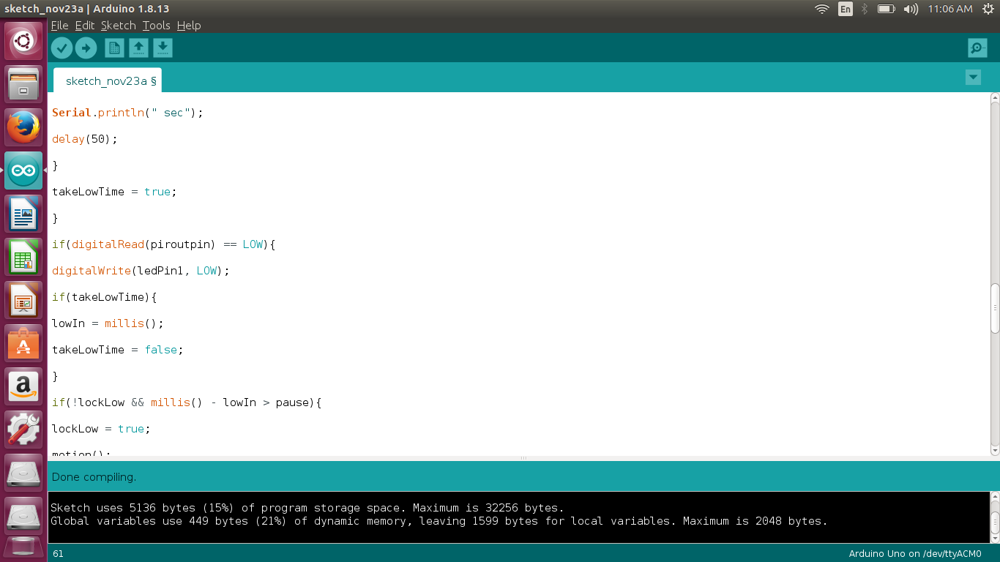 sketch_nov23a | Arduino 1.8.13
En
11:06 AM
File Edit Sketch Tools Help
sketch_nov23a §
Serial.println(" sec");
delay(50);
}
takeLowTime = true;
}
if(digitalRead(piroutpin) == LOW){
digitalWrite(ledPin1, LOW);
if(takeLowTime){
lowIn = millis();
takeLowTime = false;
}
if(!lockLow && millis() - lowIn > pause){
lockLow = true;
motion();
Done compiling.
Sketch uses 5136 bytes (15%) of program storage space. Maximum is 32256 bytes.
Global variables use 449 bytes (21%) of dynamic memory, leaving 1599 bytes for local variables. Maximum is 2048 bytes.
61
Arduino Uno on /dev/ttyACM0